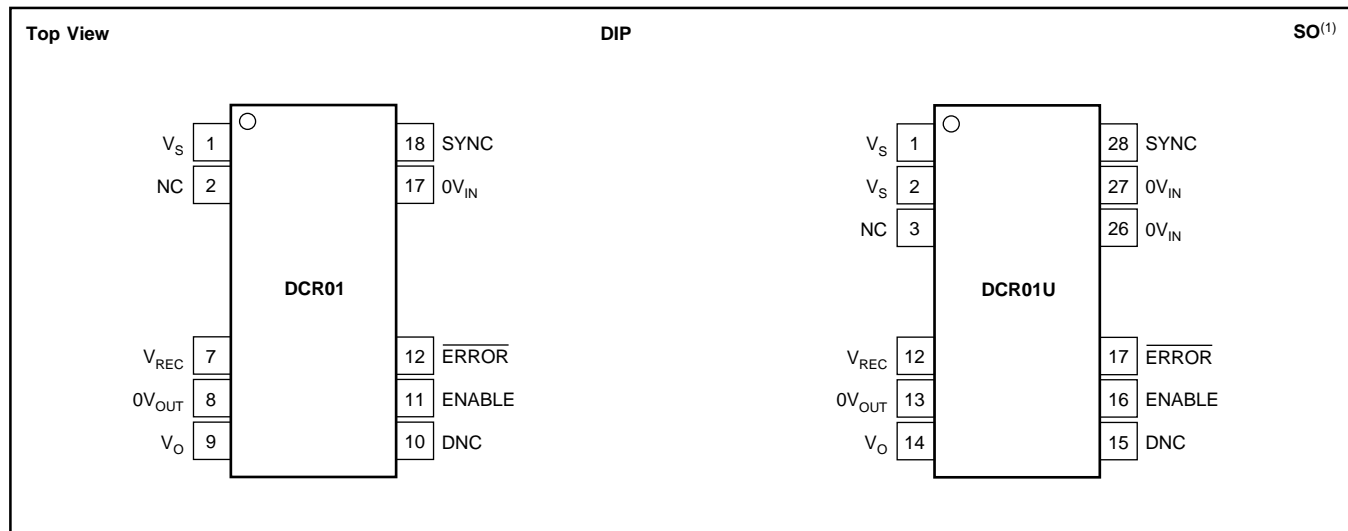 Top View DIP SO(1)
VS 1 18 SYNC 
NC 2 17 0VIN
DCR01
VREC 7 12 ERROR
0VOUT 8 11 ENABLE
VO 9 10 DNC
VS 1 28 SYNC
VS 2 27 0VIN
NC 3 26 0VIN
DCR01U
VREC 12 17 ERROR
0VOUT 13 16 ENABLE
VO 14 15 DNC